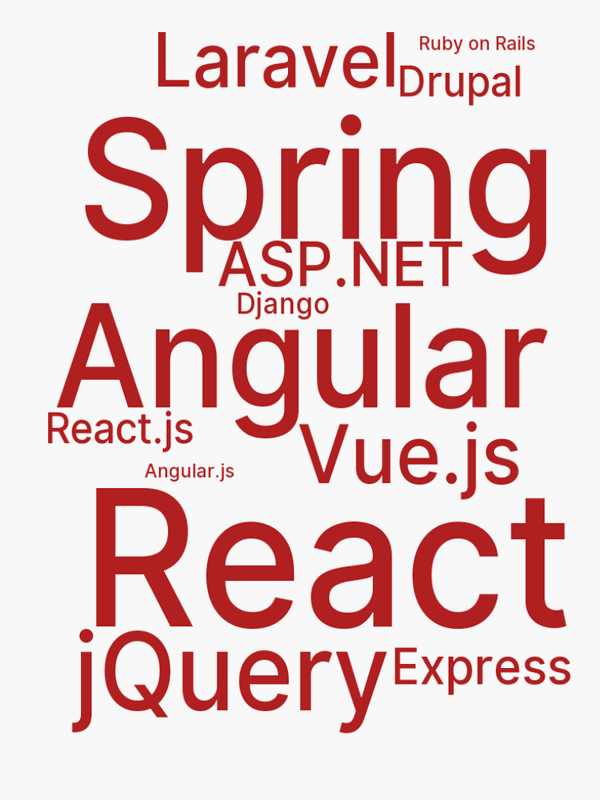 Ruby on Rails
Laravel
Drupal
Spring
ASP.NET
Django
Angular
React.js
Vue.js
Angular.js
React
jQuery
Express